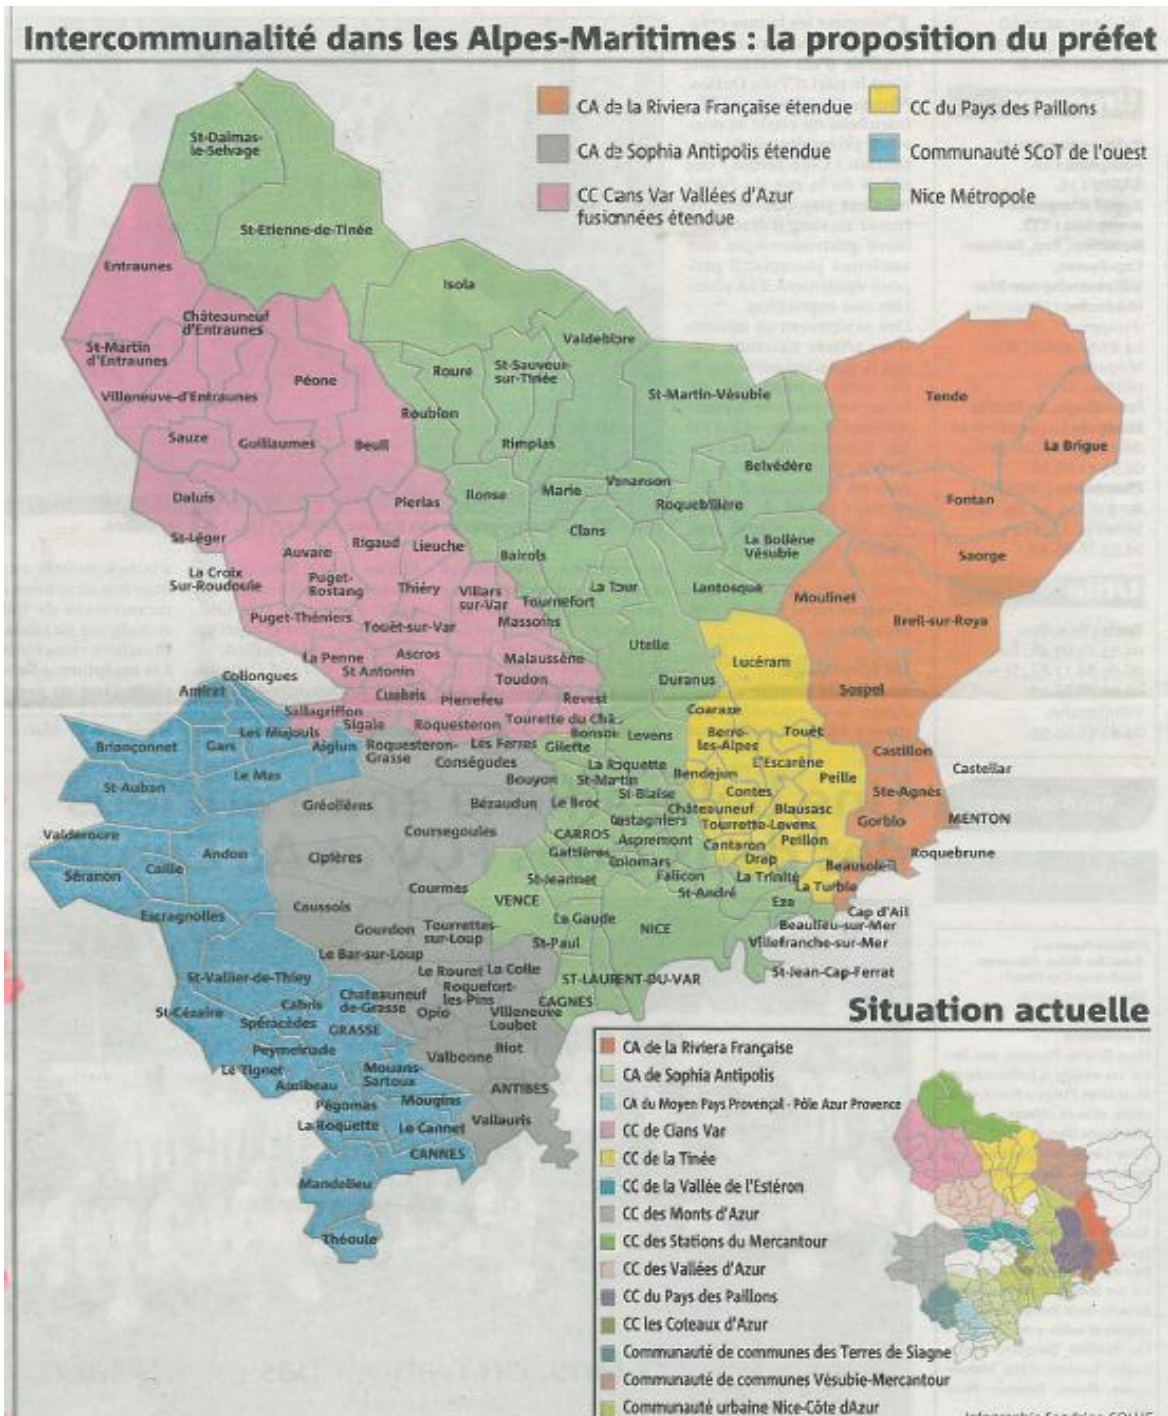 Intercommunalité dans les Alpes-Maritimes : la proposition du préfet
CA de la Riviera Française étendue
CC du Pays des Paillons
CA de Sophia Antipolis étendue
Communauté SCoT de l'ouest
CC Cans Var Vallées d'Azur
fusionnées étendue
Nice Métropole
St-Dalmas-
le-Selvage
St-Etienne-de-Tinée
Entraunes
Isola
Châteauneuf
d'Entraunes
Valdeblore
St-Martin
d'Entraunes
Roure
St-Sauveur-
sur-Tinée
Péone
St-Martin-Vésubie
Tende
Villeneuve-d'Entraunes
Roubion
Sauze
Guillaumes
Beuil
Rimplas
La Brigue
Belvédère
Daluis
Pierlas
Ilonse
Marie
Venanson
Roquebillière
Fontan
St-Léger
Auvare
Rigaud
Lieuche
Clans
Bairols
La Bollène
Vésubie
Saorge
La Croix
Sur-Roudoule
Puget-
Rostang
Thiéry
Villars
sur-Var
La Tour
Tournefort
Lantosque
Moulinet
Puget-Théniers
Touët-sur-Var
Massoins
Breil-sur-Roya
Utelle
La Penne
Ascros
St Antonin
Malaussène
Toudon
Lucéram
Collongues
Amirat
Duranus
Sospel
Cuebris
Pierrefeu
Revest
Sallagriffon
Sigale
Roquesteron
Tourette du Châ.
Coaraze
Les Mujouls
Bonson
Levens
Berre-
les-Alpes
Touët
Briançonnet
Gars
Aiglun
Roquesteron-
Grasse
Les Ferres
Gilette
Castillon
Conségudes
La Roquette
L'Escarène
Castellar
St-Auban
Le Mas
Bouyon
St-Martin
Bendejun
Peille
St-Blaise
Contes
Ste-Agnès
Gréolières
Bézaudun
Le Broc
Châteauneuf
Blausasc
Castagniers
Tourrette-Levens
Gorbio
MENTON
Valderoure
Coursegoules
CARROS
Aspremont
Cantaron
Peillon
Andon
Cipières
Gattières
Colomars
Drap
Roquebrune
Séranon
Caille
St-Jeannet
Falicon
La Trinité
Beausoleil
Courmes
St-André
La Turbie
VENCE
Eze
Escragnolles
Caussols
Gourdon
Tourrettes-
sur-Loup
La Gaude
NICE
Cap d'Ail
Beaulieu-sur-Mer
Le Bar-sur-Loup
St-Paul
Villefranche-sur-Mer
St-Vallier-de-Thiey
Le Rouret
La Colle
ST-LAURENT-DU-VAR
St-Jean-Cap-Ferrat
Roquefort-
les-Pins
St-Cézaire
Cabris
Chateauneuf
de-Grasse
Opio
CAGNES
Villeneuve
Loubet
Spéracèdes
GRASSE
Peymeinade
Valbonne
Biot
Le Tignet
Mouans-
Sartoux
Auribeau
ANTIBES
Pégomas
Mougins
La Roquette
Le Cannet
Vallauris
CANNES
Mandelieu
Théoule
Situation actuelle
CA de la Riviera Française
CA de Sophia Antipolis
CA du Moyen Pays Provençal - Pôle Azur Provence
CC de Cians Var
CC de la Tinée
CC de la Vallée de l'Estéron
CC des Monts d'Azur
CC des Stations du Mercantour
CC des Vallées d'Azur
CC du Pays des Paillons
CC les Coteaux d'Azur
Communauté de communes des Terres de Siagne
Communauté de communes Vésubie-Mercantour
Communauté urbaine Nice-Côte dAzur